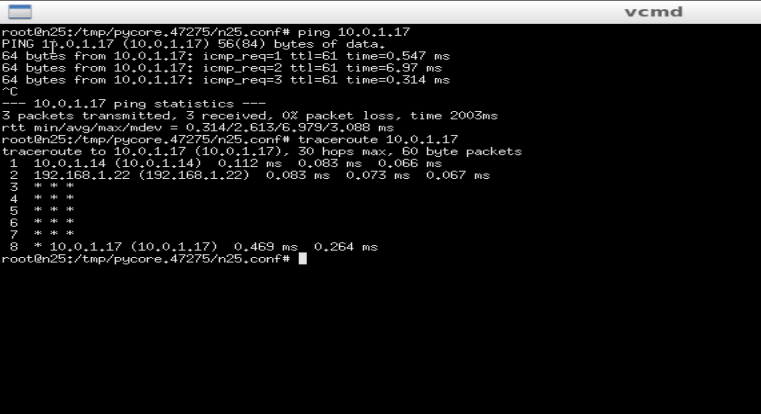 vcmd
root@n25:/tmp/pycore.47275/n25.conf# ping 10.0.1.17
PING 10.0.1.17 (10.0.1.17) 56(84) bytes of data.
64 bytes from 10.0.1.17: icmp_req=1 ttl=61 time=0.547 ms
64 bytes from 10.0.1.17: icmp_req=2 ttl=61 time=6.97 ms
64 bytes from 10.0.1.17: icmp_req=3 ttl=61 time=0.314 ms
^C
--- 10.0.1.17 ping statistics ---
3 packets transmitted, 3 received, 0% packet loss, time 2003ms
rtt min/avg/max/mdev = 0.314/2.613/6.979/3.088 ms
root@n25:/tmp/pycore.47275/n25.conf# traceroute 10.0.1.17
traceroute to 10.0.1.17 (10.0.1.17), 30 hops max, 60 byte packets
1 10.0.1.14 (10.0.1.14) 0.112 ms 0.083 ms 0.066 ms
2 192.168.1.22 (192.168.1.22) 0.083 ms 0.073 ms 0.067 ms
3 * * *
4 * * *
5 * * *
6 * * *
7 * * *
8 * 10.0.1.17 (10.0.1.17) 0.469 ms 0.264 ms
root@n25:/tmp/pycore.47275/n25.conf#